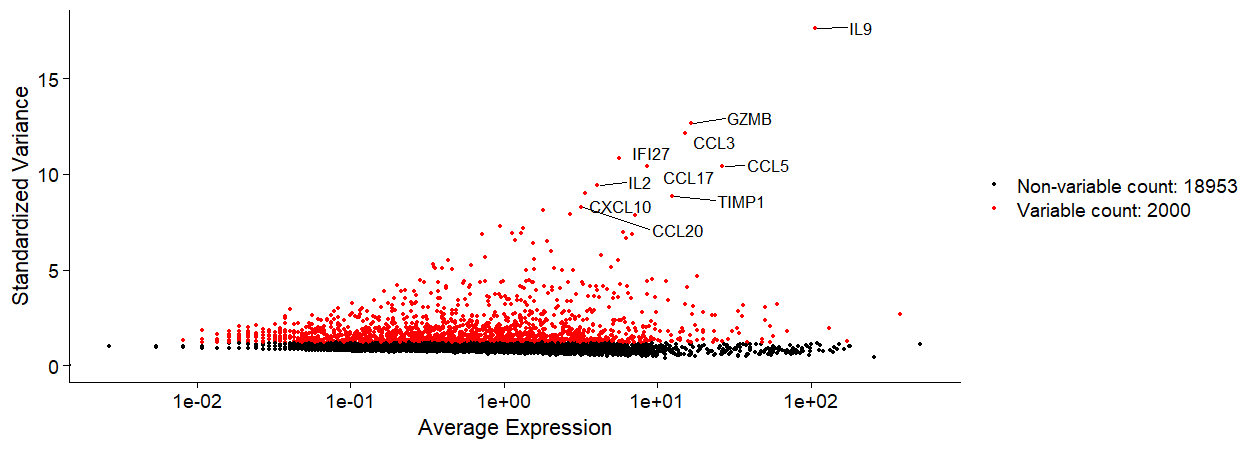 IL9
15
GZMB
CCL3
IFI27
10
CCL5
CCL17
IL2
TIMP1
CXCL10
CCL20
5
0
Standardized Variance
1e-02 1e-01 1e+00 1e+01 1e+02
Average Expression
Non-variable count: 18953
Variable count: 2000